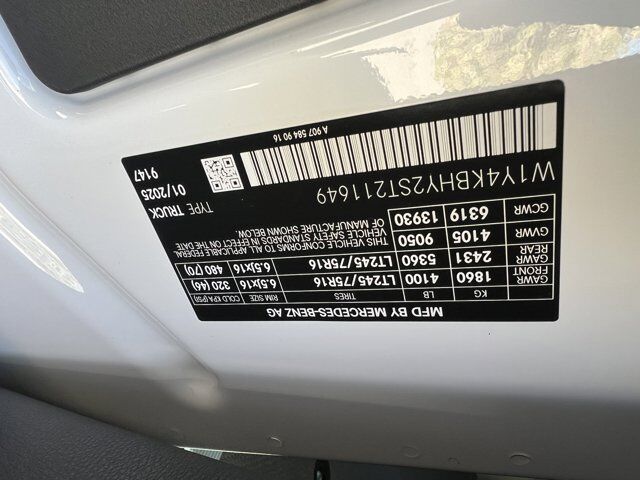 MFD BY MERCEDES-BENZ AG
KG LB TIRES RIM SIZE COLD KPA (PSI)
GAWR FRONT 1860 4100 LT245/75R16 6.5x16 320 (46)
GAWR REAR 2431 5360 LT245/75R16 6.5x16 480 (70)
GVWR 4105 9050 THIS VEHICLE CONFORMS TO ALL APPLICABLE
VEHICLE SAFETY STANDARDS IN EFFECT ON THE DATE
GCWR 6319 13930 OF MANUFACTURE SHOWN BELOW.
W1Y4KBHY2ST211649 TYPE: TRUCK
01/2025
9147
A 907 584 90 16